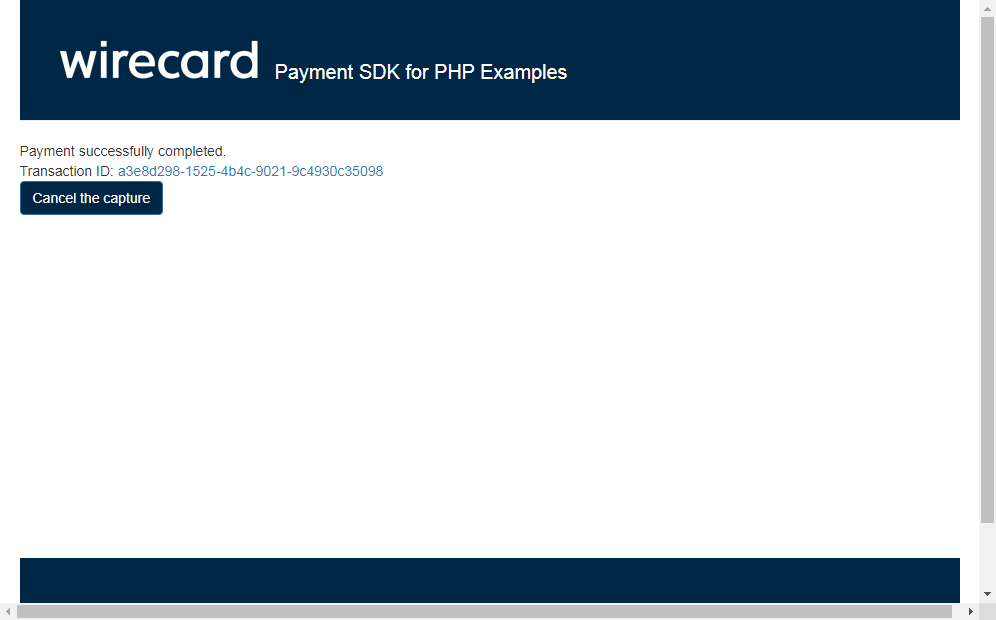 wirecard Payment SDK for PHP Examples
Payment successfully completed.
Transaction ID: a3e8d298-1525-4b4c-9021-9c4930c35098
Cancel the capture